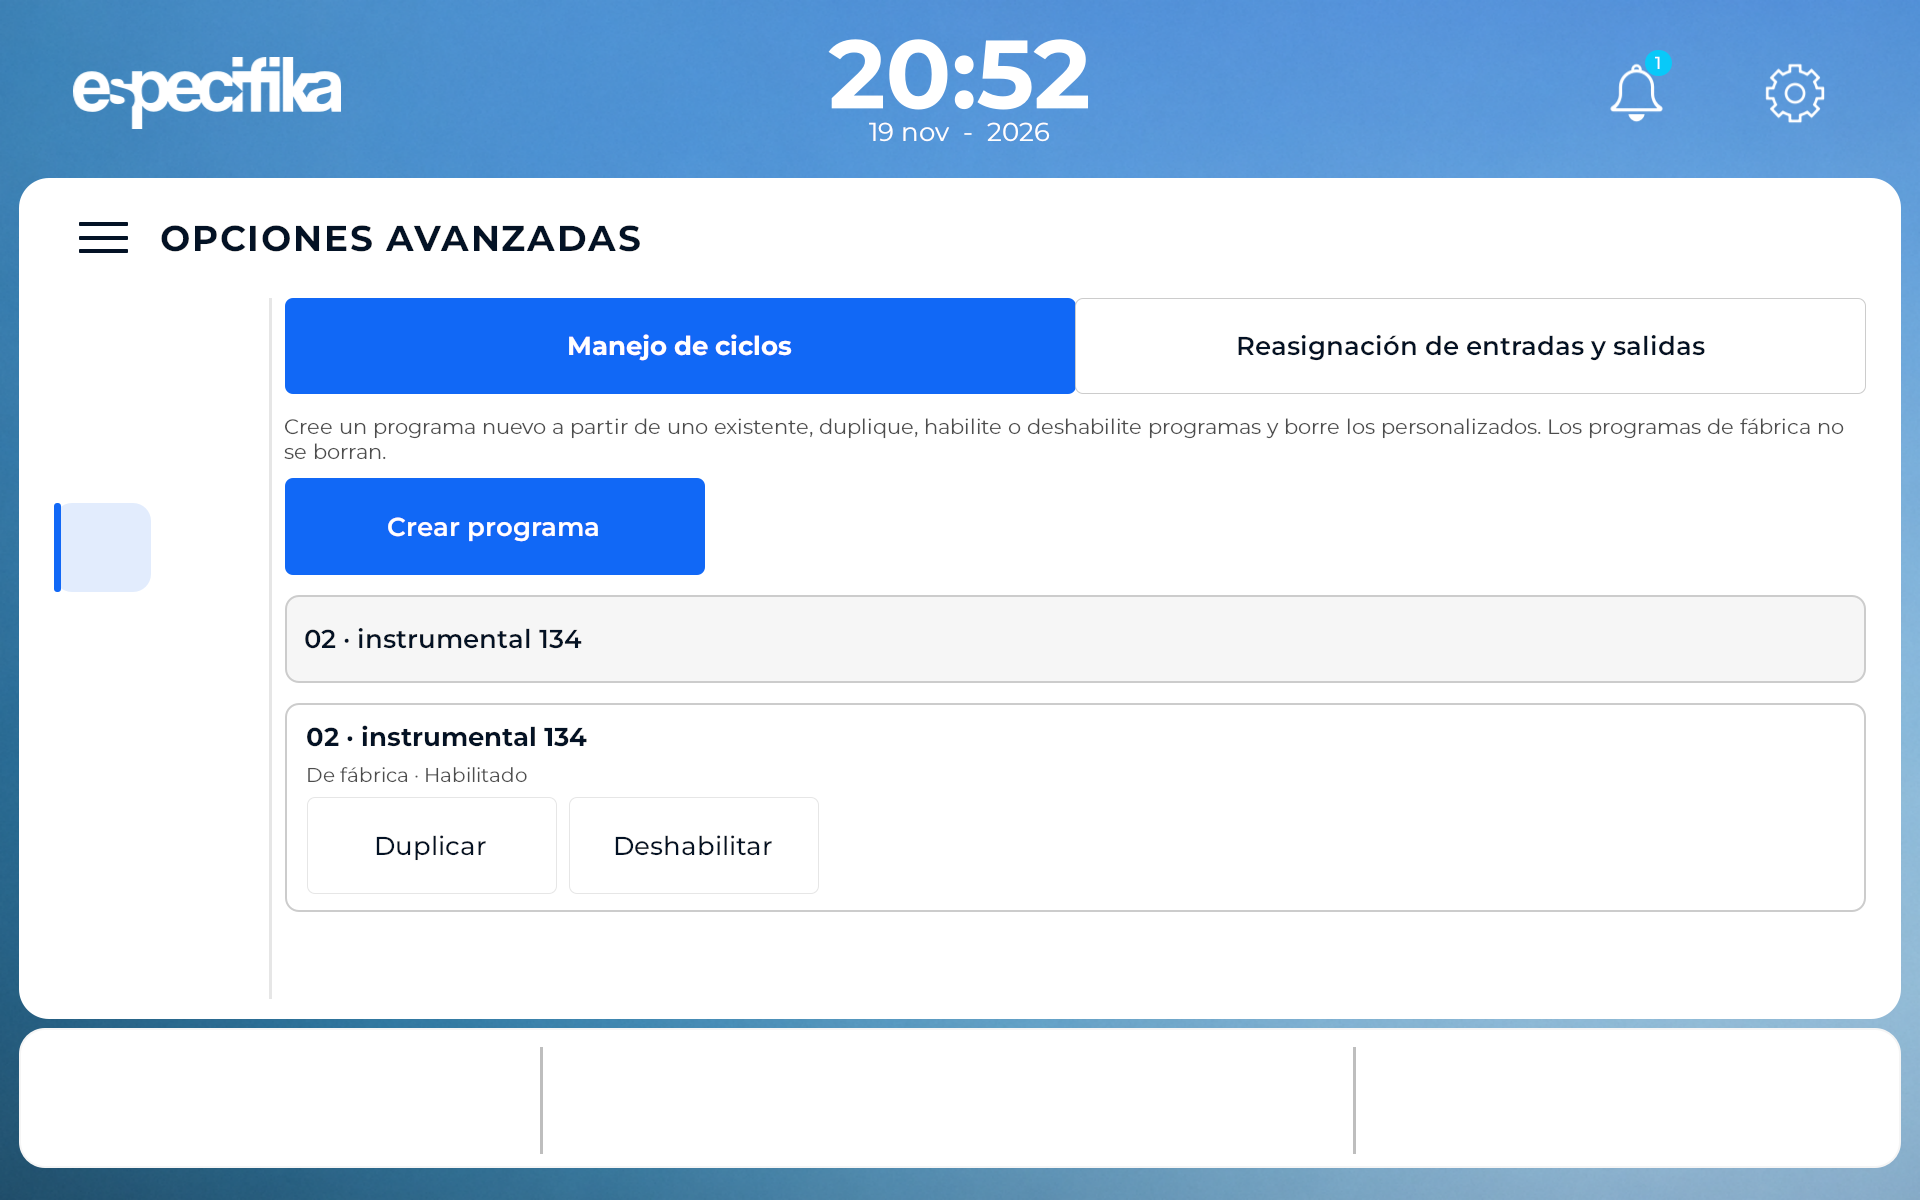 especifika
20:52
19 nov - 2026
1
OPCIONES AVANZADAS
Manejo de ciclos
Reasignación de entradas y salidas
Cree un programa nuevo a partir de uno existente, duplique, habilite o deshabilite programas y borre los personalizados. Los programas de fábrica no
se borran.
Crear programa
02 · instrumental 134
02 · instrumental 134
De fábrica · Habilitado
Duplicar
Deshabilitar